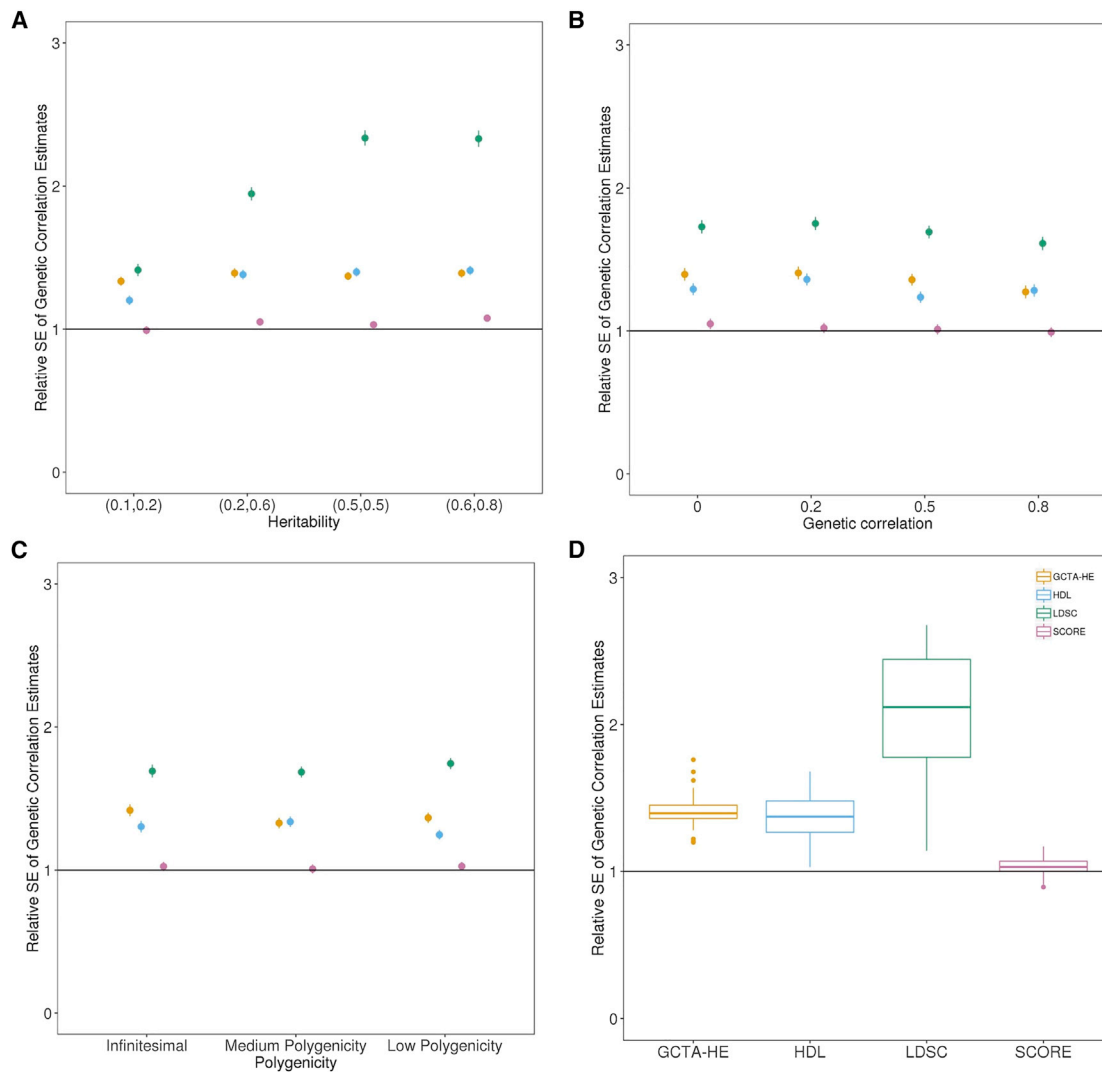 A
Relative SE of Genetic Correlation Estimates
3
2
1
0
(0.1,0.2)
(0.2,0.6)
(0.5,0.5)
(0.6,0.8)
Heritability
B
Relative SE of Genetic Correlation Estimates
3
2
1
0
0
0.2
0.5
0.8
Genetic correlation
C
Relative SE of Genetic Correlation Estimates
3
2
1
0
Infinitesimal
Medium Polygenicity
Low Polygenicity
Polygenicity
D
Relative SE of Genetic Correlation Estimates
3
2
1
0
GCTA-HE
HDL
LDSC
SCORE
GCTA-HE
HDL
LDSC
SCORE